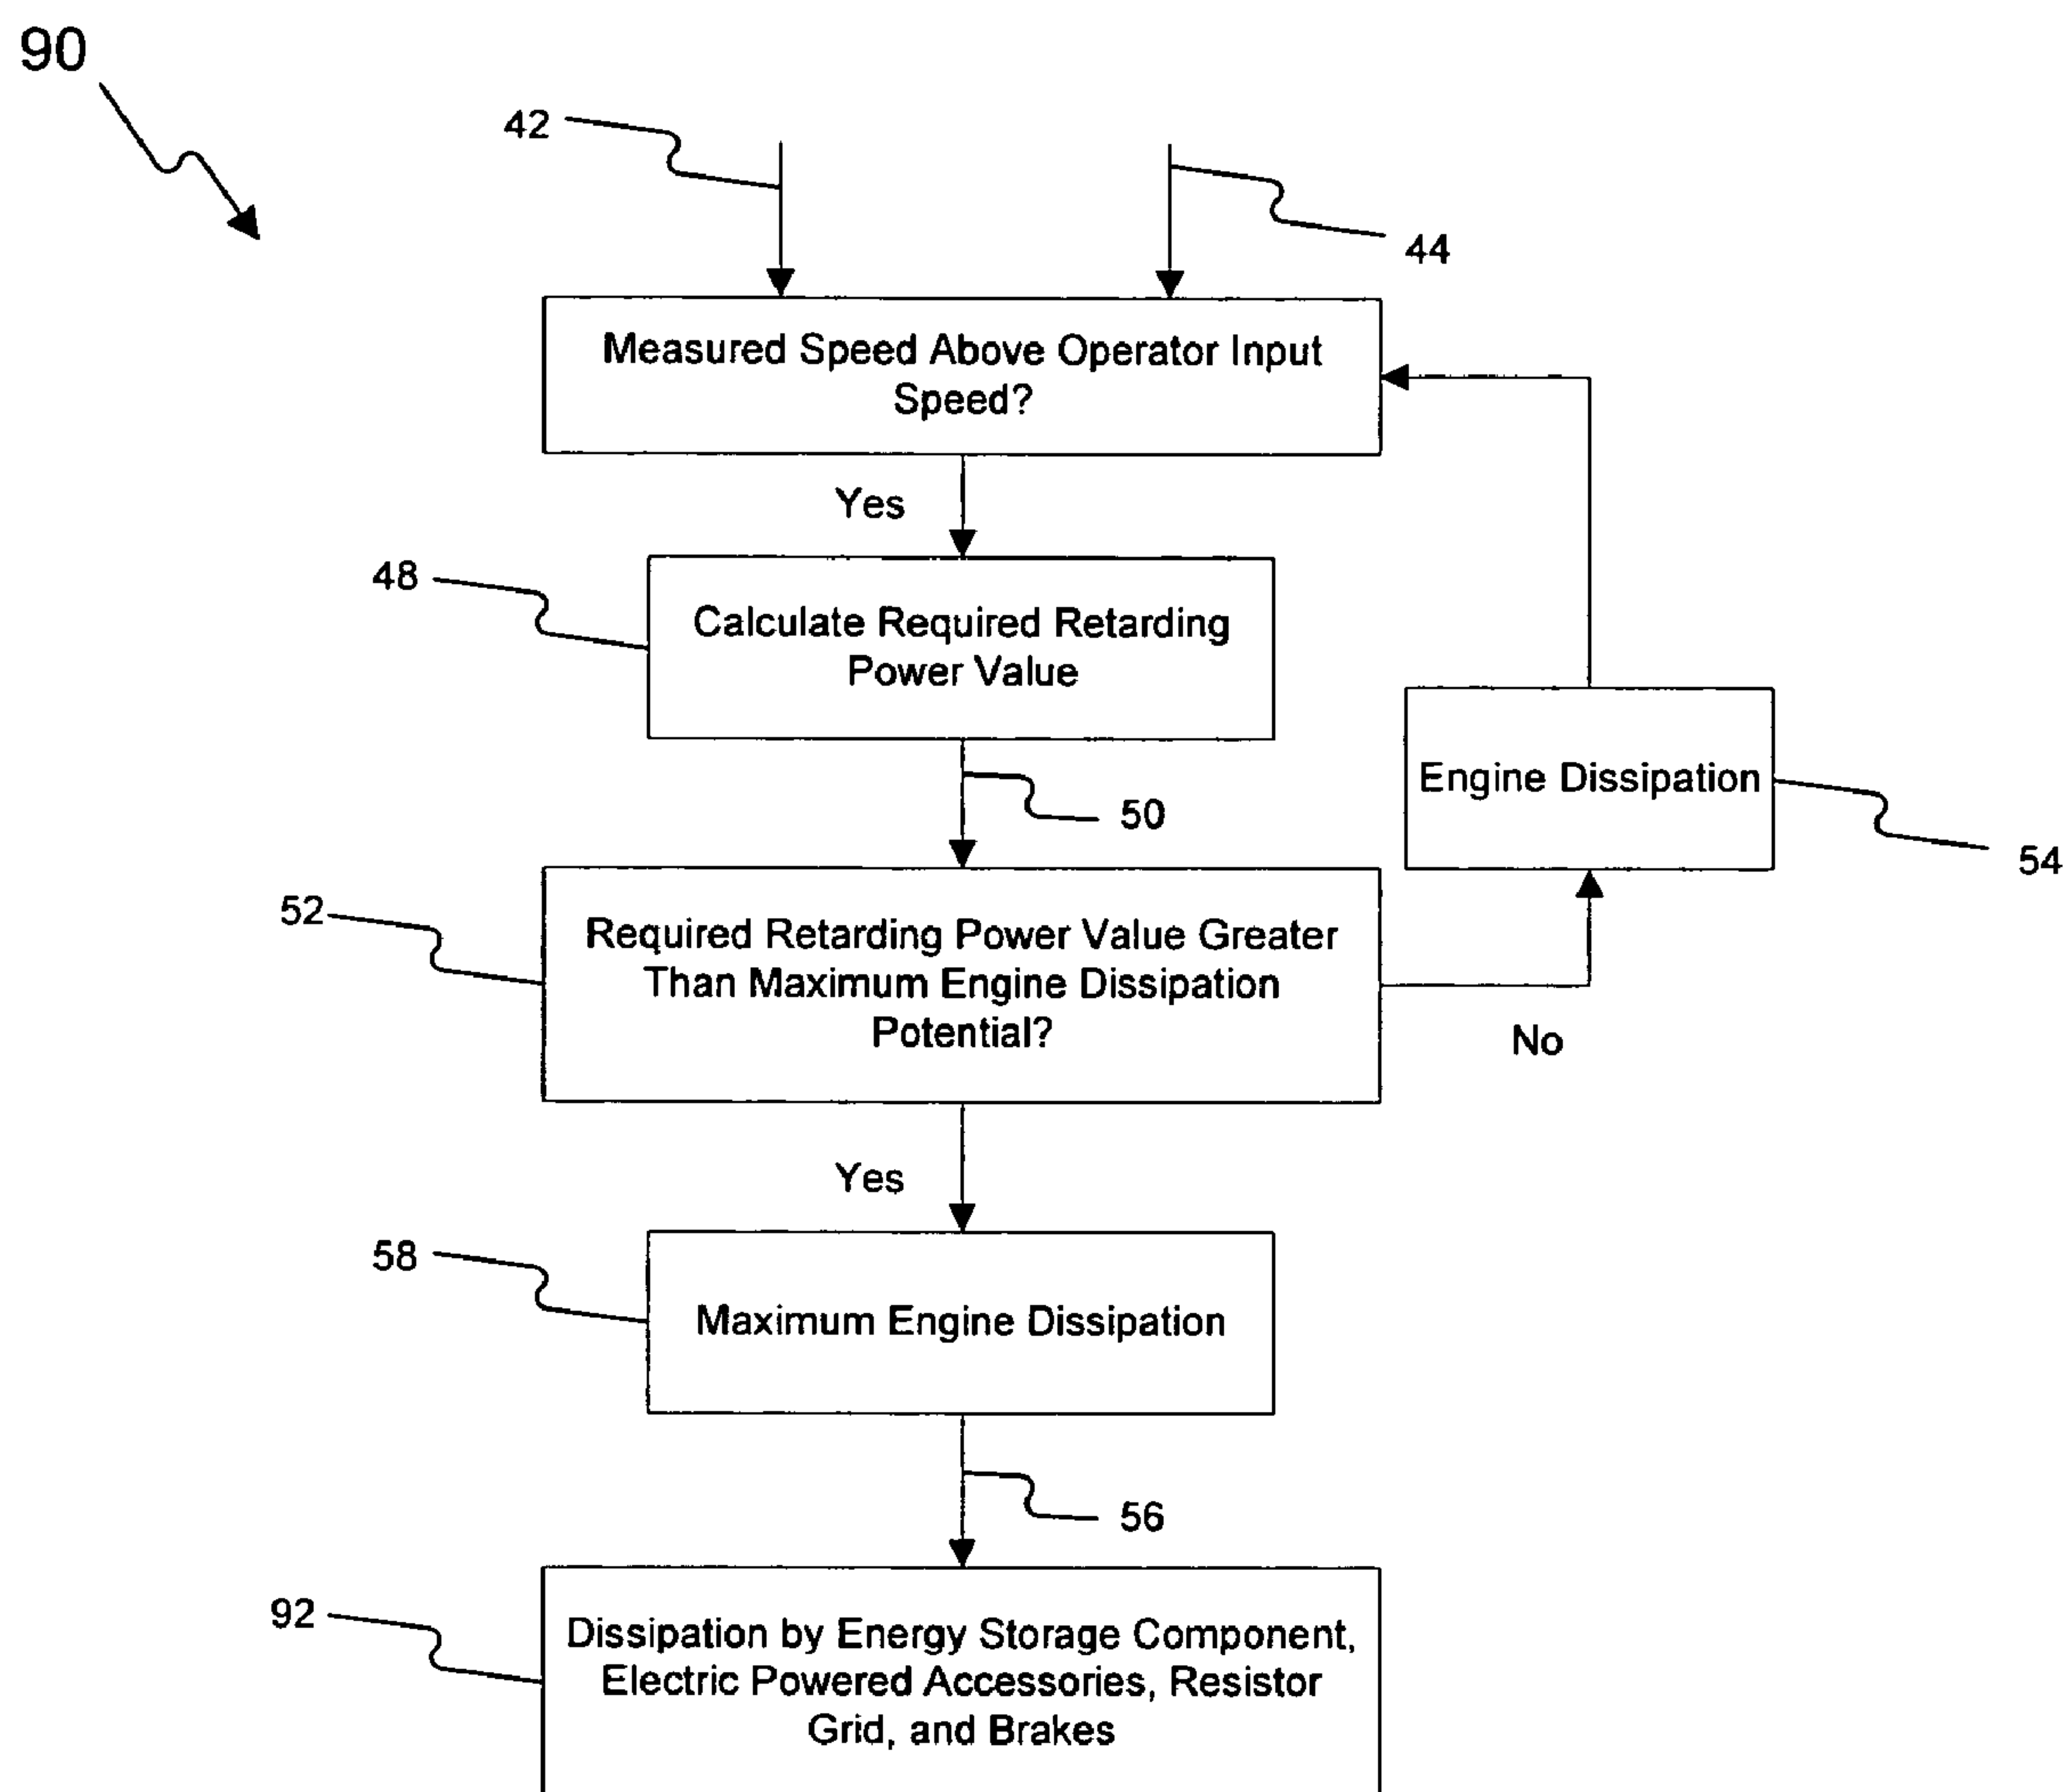 90
42
44
Measured Speed Above Operator Input
Speed?
Yes
48
Calculate Required Retarding
Power Value
Engine Dissipation
50
54
52
Required Retarding Power Value Greater
Than Maximum Engine Dissipation
Potential?
No
Yes
58
Maximum Engine Dissipation
56
92
Dissipation by Energy Storage Component,
Electric Powered Accessories, Resistor
Grid, and Brakes